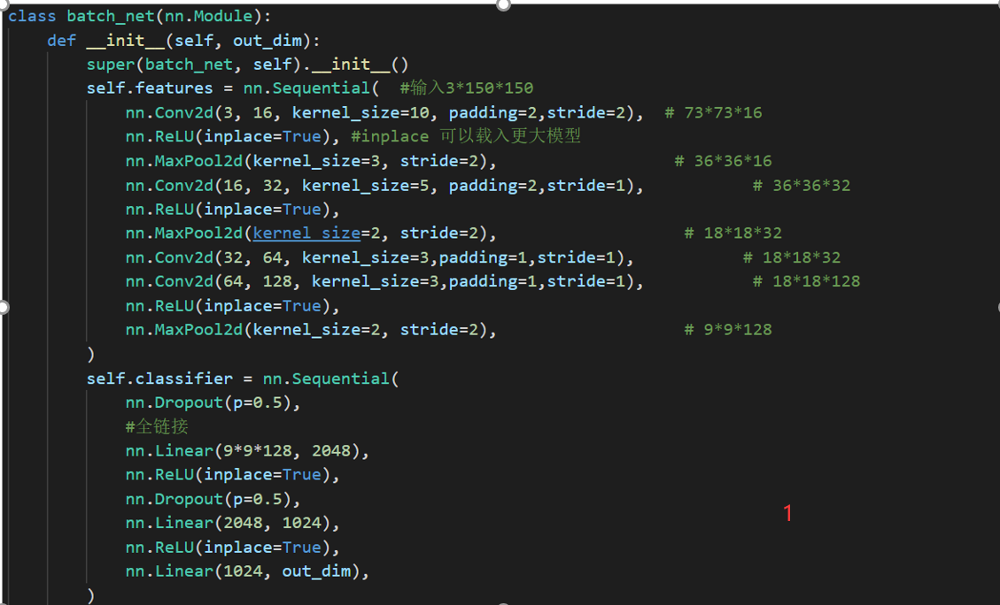 class batch_net(nn.Module):
    def __init__(self, out_dim):
        super(batch_net, self).__init__()
        self.features = nn.Sequential(  #输入3*150*150
            nn.Conv2d(3, 16, kernel_size=10, padding=2,stride=2),  # 73*73*16
            nn.ReLU(inplace=True), #inplace 可以载入更大模型
            nn.MaxPool2d(kernel_size=3, stride=2),                  # 36*36*16
            nn.Conv2d(16, 32, kernel_size=5, padding=2,stride=1),           # 36*36*32
            nn.ReLU(inplace=True),
            nn.MaxPool2d(kernel_size=2, stride=2),                   # 18*18*32
            nn.Conv2d(32, 64, kernel_size=3,padding=1,stride=1),           # 18*18*32
            nn.Conv2d(64, 128, kernel_size=3,padding=1,stride=1),           # 18*18*128
            nn.ReLU(inplace=True),
            nn.MaxPool2d(kernel_size=2, stride=2),                   # 9*9*128
        )
        self.classifier = nn.Sequential(
            nn.Dropout(p=0.5),
            #全链接
            nn.Linear(9*9*128, 2048),
            nn.ReLU(inplace=True),
            nn.Dropout(p=0.5),
            nn.Linear(2048, 1024),
            nn.ReLU(inplace=True),
            nn.Linear(1024, out_dim),
        )
1